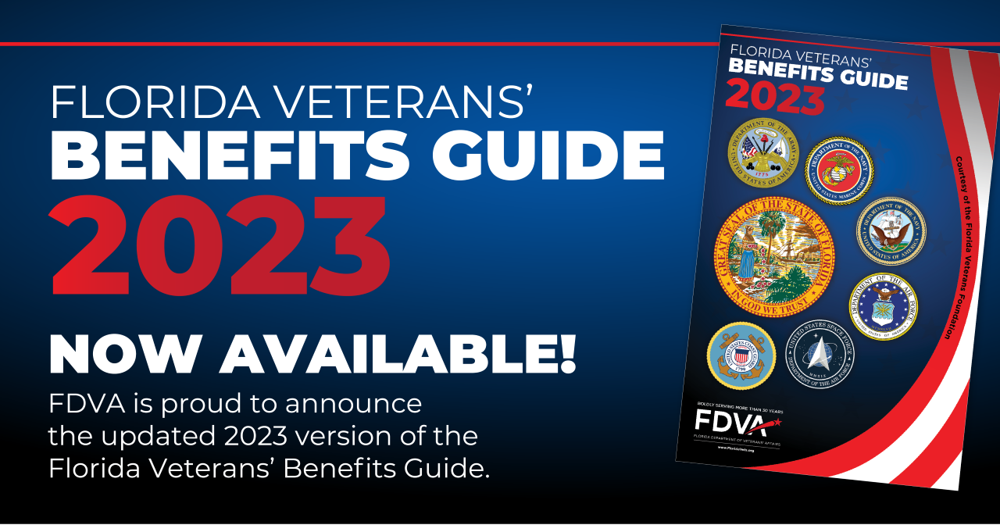 FLORIDA VETERANS’
BENEFITS GUIDE
2023
NOW AVAILABLE!
FDVA is proud to announce
the updated 2023 version of the
Florida Veterans’ Benefits Guide.
FLORIDA VETERANS’
BENEFITS GUIDE
2023
DEPARTMENT OF THE ARMY
UNITED STATES OF AMERICA
1775
DEPARTMENT OF THE NAVY
UNITED STATES MARINE CORPS
GREAT SEAL OF THE STATE OF FLORIDA
IN GOD WE TRUST
DEPARTMENT OF THE NAVY
UNITED STATES OF AMERICA
DEPARTMENT OF THE AIR FORCE
UNITED STATES OF AMERICA
UNITED STATES COAST GUARD
1790
UNITED STATES SPACE FORCE
DEPARTMENT OF THE AIR FORCE
MMXIX
Courtesy of the Florida Veterans Foundation
BOLDLY SERVING MORE THAN 30 YEARS
FDVA
FLORIDA DEPARTMENT OF VETERANS’ AFFAIRS
www.FloridaVets.org